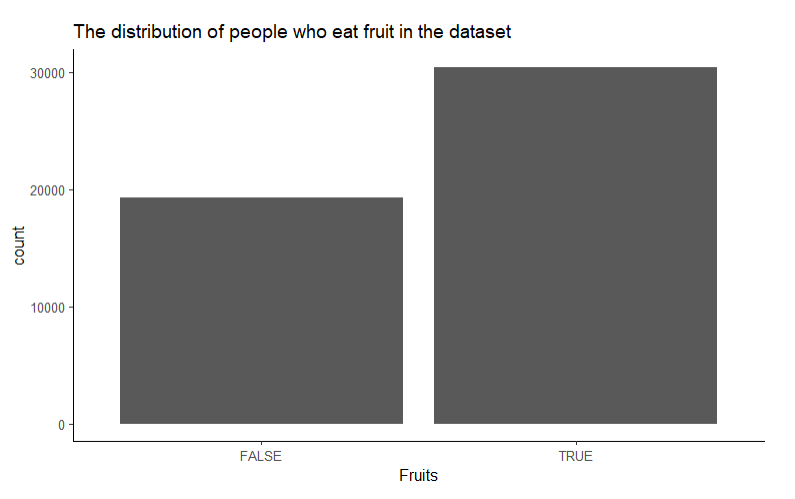 The distribution of people who eat fruit in the dataset
30000
20000
10000
0
count
FALSE
TRUE
Fruits